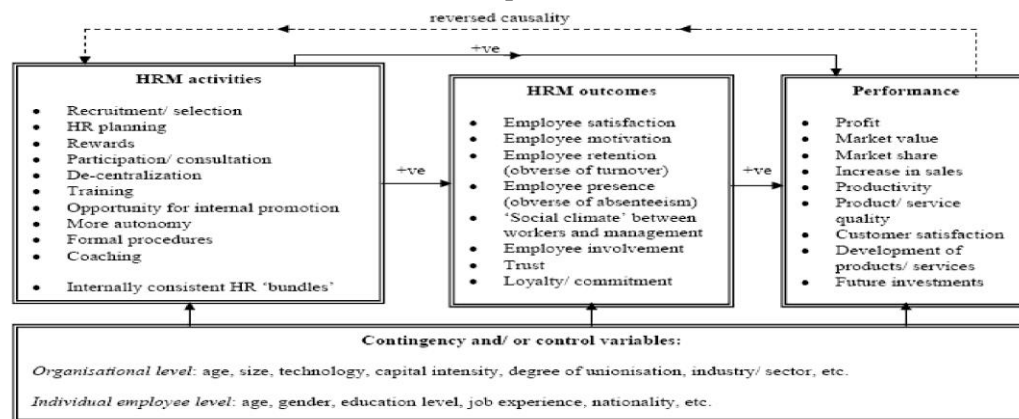 reversed causality
+ve
HRM activities
• Recruitment/ selection
• HR planning
• Rewards
• Participation/ consultation
• De-centralization
• Training
• Opportunity for internal promotion
• More autonomy
• Formal procedures
• Coaching
• Internally consistent HR ‘bundles’
+ve
HRM outcomes
• Employee satisfaction
• Employee motivation
• Employee retention
(obverse of turnover)
• Employee presence
(obverse of absenteeism)
• ‘Social climate’ between
workers and management
• Employee involvement
• Trust
• Loyalty/ commitment
+ve
Performance
• Profit
• Market value
• Market share
• Increase in sales
• Productivity
• Product/ service
quality
• Customer satisfaction
• Development of
products/ services
• Future investments
Contingency and/ or control variables:
Organisational level: age, size, technology, capital intensity, degree of unionisation, industry/ sector, etc.
Individual employee level: age, gender, education level, job experience, nationality, etc.